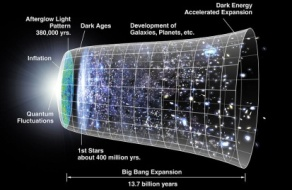 Afterglow Light
Pattern
380,000 yrs.
Dark Ages
Development of
Galaxies, Planets, etc.
Dark Energy
Accelerated Expansion
Inflation
Quantum
Fluctuations
1st Stars
about 400 million yrs.
Big Bang Expansion
13.7 billion years